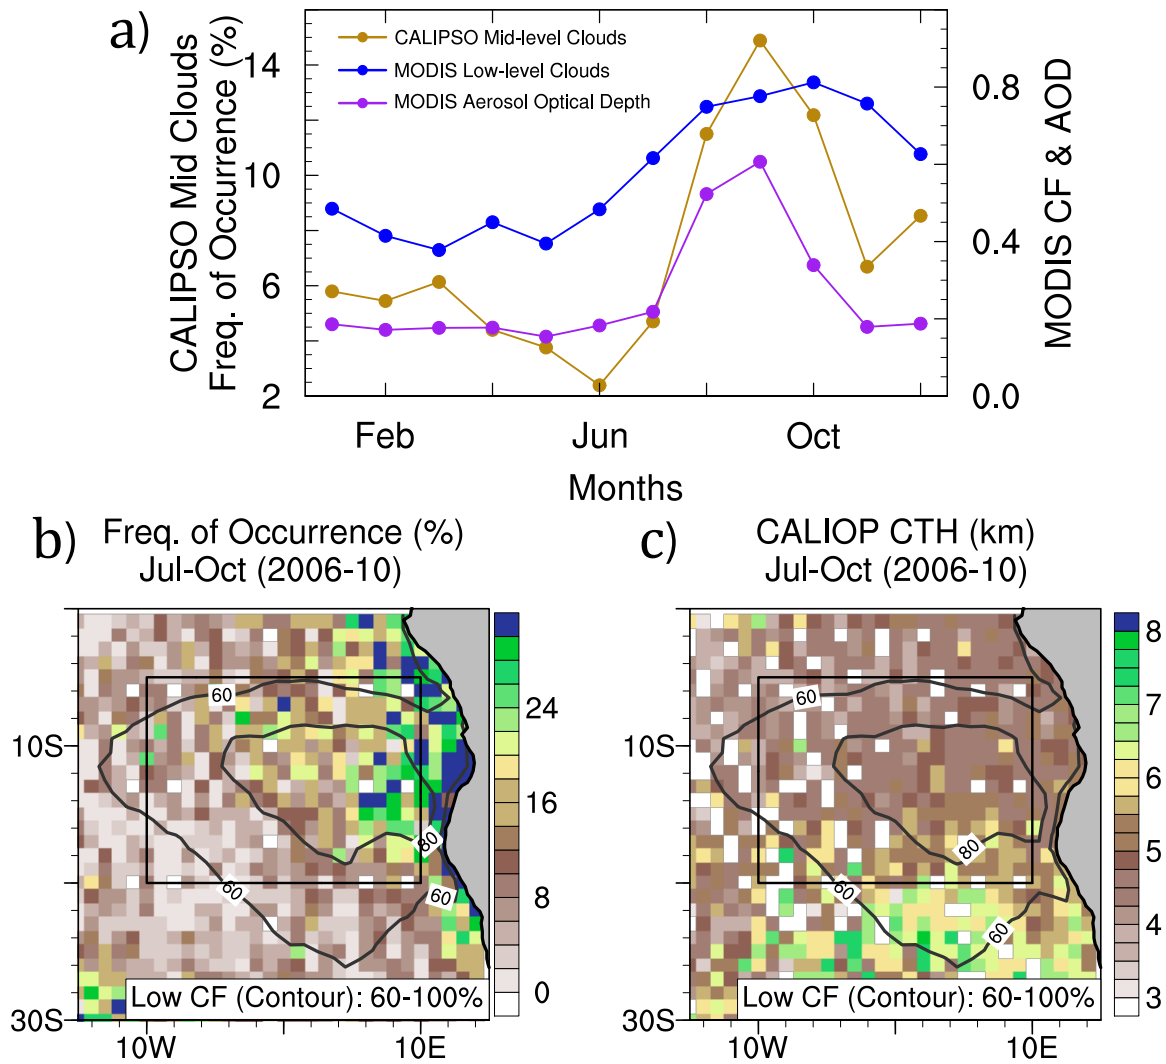 a)
CALIPSO Mid-level Clouds
MODIS Low-level Clouds
MODIS Aerosol Optical Depth
CALIPSO Mid Clouds
Freq. of Occurrence (%)
14
10
6
2
0.8
0.4
0.0
MODIS CF & AOD
Feb
Jun
Oct
Months
b)
Freq. of Occurrence (%)
Jul-Oct (2006-10)
10S
30S
10W
10E
60
80
60
60
Low CF (Contour): 60-100%
24
16
8
0
c)
CALIOP CTH (km)
Jul-Oct (2006-10)
10S
30S
10W
10E
60
80
60
60
Low CF (Contour): 60-100%
8
7
6
5
4
3